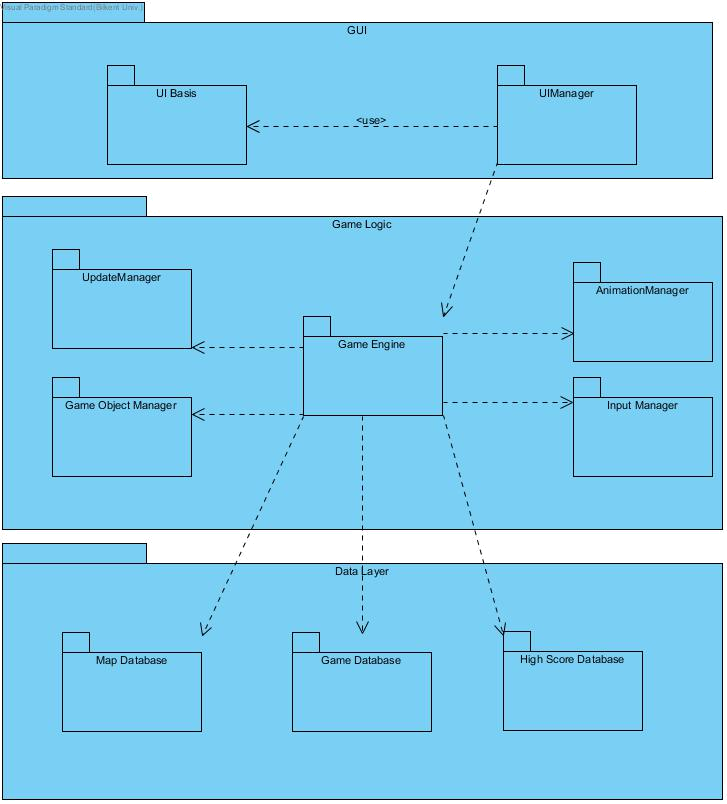 Visual Paradigm Standard(Bilkent Univ.)
GUI
UI Basis
UIManager
<use>
Game Logic
UpdateManager
AnimationManager
Game Engine
Game Object Manager
Input Manager
Data Layer
Map Database
Game Database
High Score Database